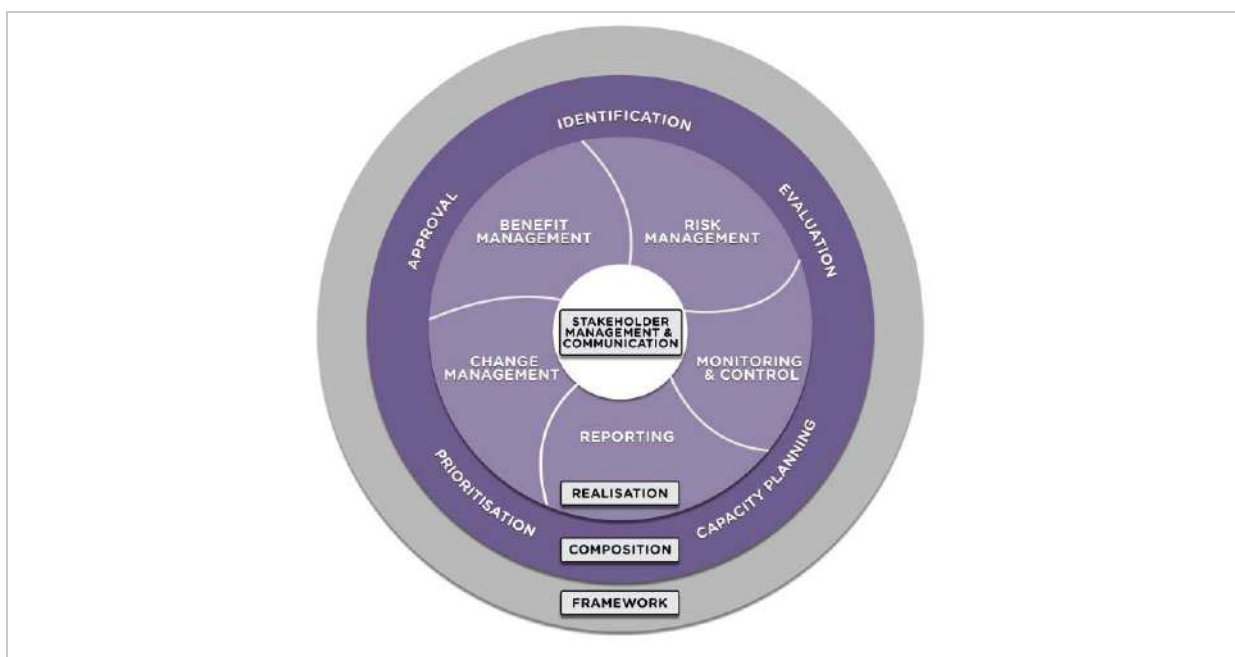 IDENTIFICATION
APPROVAL
EVALUATION
BENEFIT
MANAGEMENT
RISK
MANAGEMENT
STAKEHOLDER
MANAGEMENT &
COMMUNICATION
CHANGE
MANAGEMENT
MONITORING
& CONTROL
REPORTING
PRIORITISATION
CAPACITY PLANNING
REALISATION
COMPOSITION
FRAMEWORK